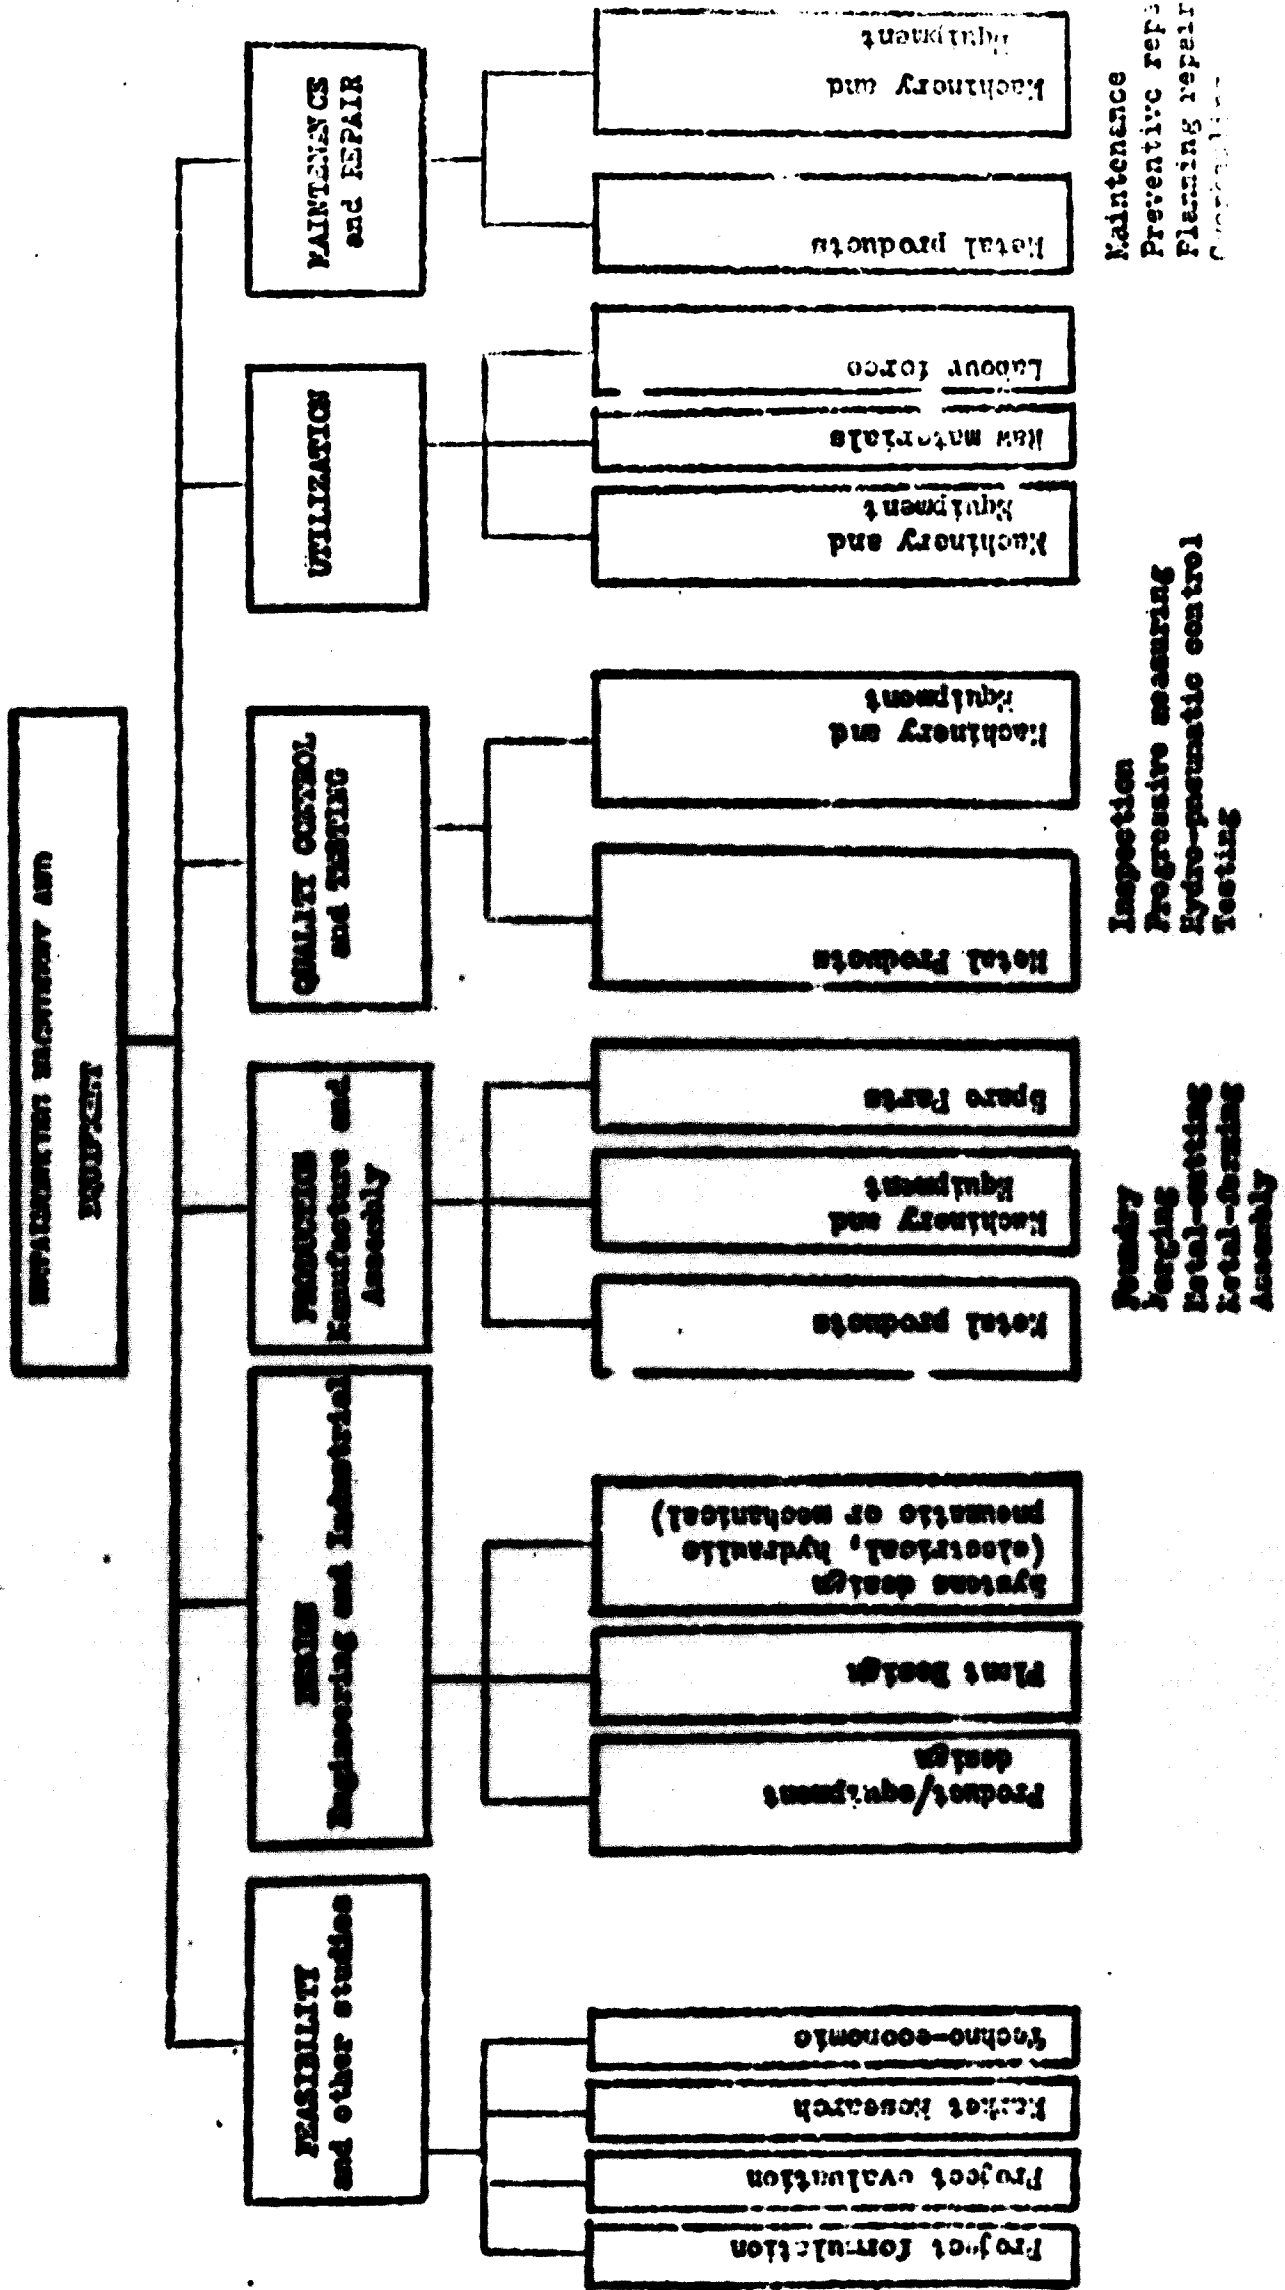 METALWORKING MACHINERY AND
EQUIPMENT
FEASIBILITY
and other studies
DESIGN
Engineering and Industrial
PRODUCTION
Manufacture and
Assembly
QUALITY CONTROL
and TESTING
UTILIZATION
MAINTENENCE
and REPAIR
Project formulation
Project evaluation
Market Research
Techno-economic
Product/equipment
design
Plant Design
Systems design
(electrical, hydraulic
pneumatic or mechanical)
Metal products
Machinery and
Equipment
Spare Parts
Metal Products
Machinery and
Equipment
Machinery and
Equipment
Raw materials
Labour force
Metal products
Machinery and
Equipment
Foundry
Forging
Metal-cutting
Metal-forming
Assembly
Inspection
Progressive measuring
Hydro-pneumatic control
Testing
Maintenance
Preventive
Planning repair